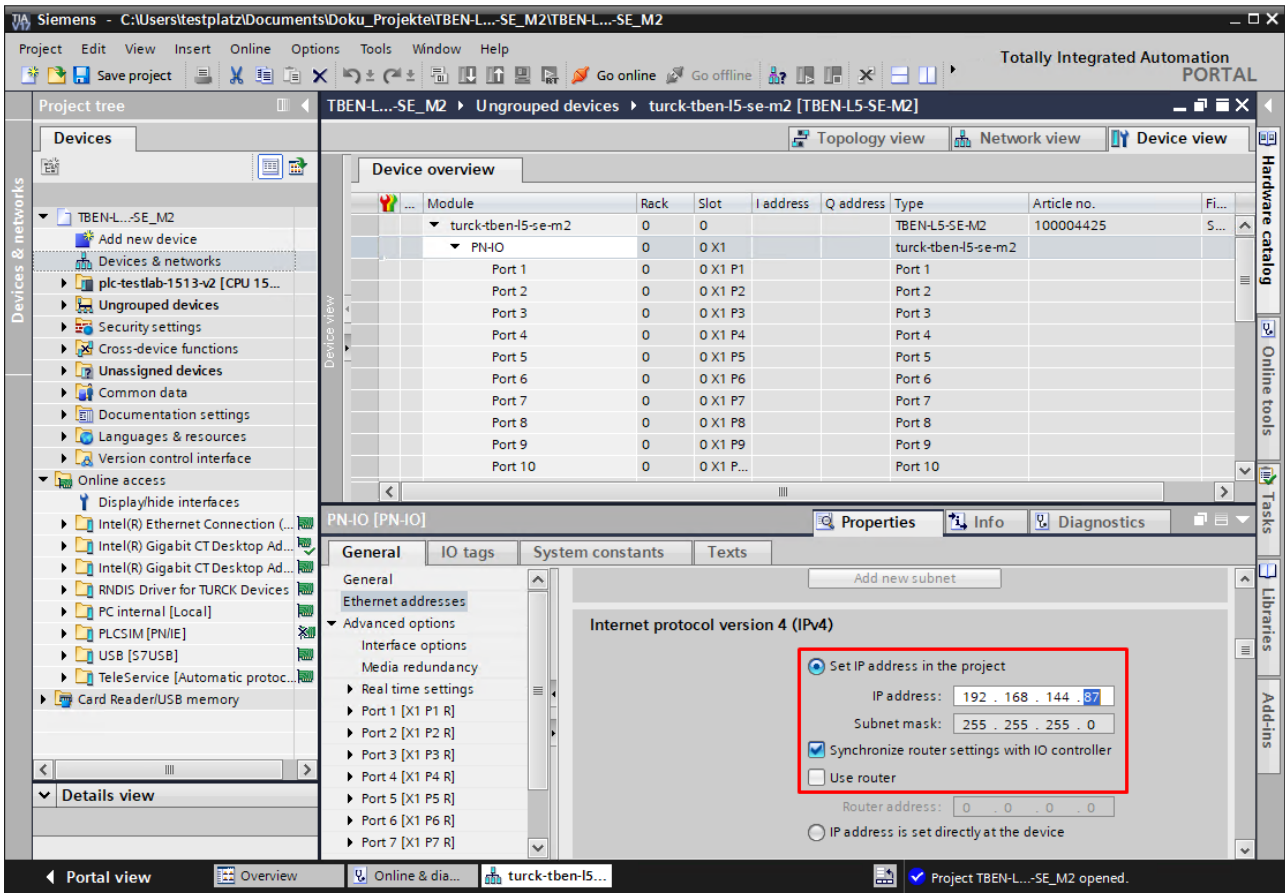 Siemens - C:\Users\testplatz\Documents\Doku_Projekte\TBEN-L...-SE_M2\TBEN-L...-SE_M2
Project Edit View Insert Online Options Tools Window Help
Totally Integrated Automation
PORTAL
Save project
Go online
Go offline
Project tree
TBEN-L...-SE_M2 Ungrouped devices turck-tben-l5-se-m2 [TBEN-L5-SE-M2]
Devices
Topology view Network view Device view
Devices & networks
Device view
Device overview
... Module Rack Slot I address Q address Type Article no. Fi...
turck-tben-l5-se-m2 0 0 TBEN-L5-SE-M2 100004425 S...
PN-IO 0 0 X1 turck-tben-l5-se-m2
Port 1 0 0 X1 P1 Port 1
Port 2 0 0 X1 P2 Port 2
Port 3 0 0 X1 P3 Port 3
Port 4 0 0 X1 P4 Port 4
Port 5 0 0 X1 P5 Port 5
Port 6 0 0 X1 P6 Port 6
Port 7 0 0 X1 P7 Port 7
Port 8 0 0 X1 P8 Port 8
Port 9 0 0 X1 P9 Port 9
Port 10 0 0 X1 P... Port 10
TBEN-L...-SE_M2
Add new device
Devices & networks
plc-testlab-1513-v2 [CPU 15...
Ungrouped devices
Security settings
Cross-device functions
Unassigned devices
Common data
Documentation settings
Languages & resources
Version control interface
Online access
Display/hide interfaces
Intel(R) Ethernet Connection (...
Intel(R) Gigabit CT Desktop Ad...
Intel(R) Gigabit CT Desktop Ad...
RNDIS Driver for TURCK Devices
PC internal [Local]
PLCSIM [PN/IE]
USB [S7USB]
TeleService [Automatic protoc...
Card Reader/USB memory
Details view
PN-IO [PN-IO]
Properties Info Diagnostics
General IO tags System constants Texts
General
Ethernet addresses
Advanced options
Interface options
Media redundancy
Real time settings
Port 1 [X1 P1 R]
Port 2 [X1 P2 R]
Port 3 [X1 P3 R]
Port 4 [X1 P4 R]
Port 5 [X1 P5 R]
Port 6 [X1 P6 R]
Port 7 [X1 P7 R]
Add new subnet
Internet protocol version 4 (IPv4)
Set IP address in the project
IP address: 192 . 168 . 144 . 87
Subnet mask: 255 . 255 . 255 . 0
Synchronize router settings with IO controller
Use router
Router address: 0 . 0 . 0 . 0
IP address is set directly at the device
Hardware catalog
Online tools
Tasks
Libraries
Add-ins
Portal view Overview Online & dia... turck-tben-l5... Project TBEN-L...-SE_M2 opened.